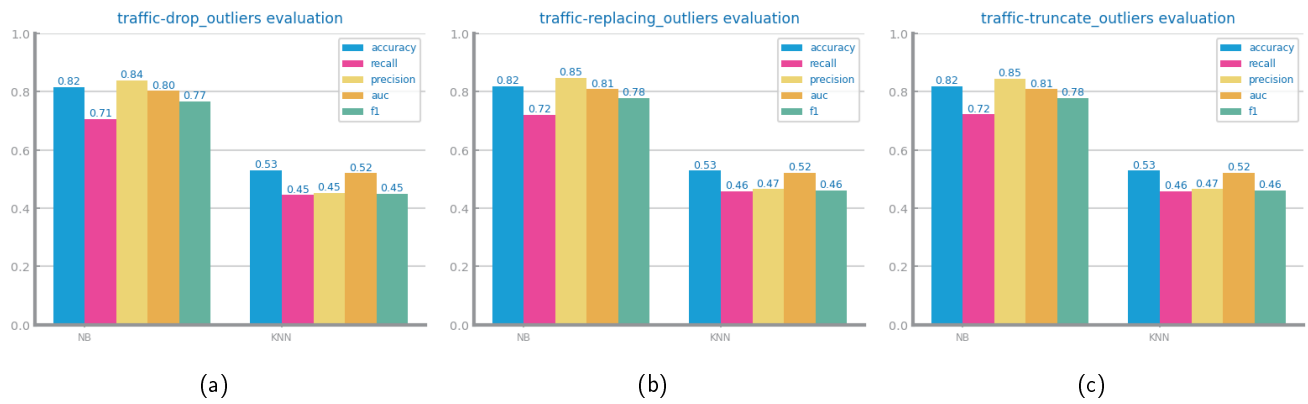 traffic-drop_outliers evaluation
1.0
0.8
0.6
0.4
0.2
0.0
accuracy
recall
precision
auc
f1
0.82
0.71
0.84
0.80
0.77
0.53
0.45
0.45
0.52
0.45
NB
KNN
(a)
traffic-replacing_outliers evaluation
1.0
0.8
0.6
0.4
0.2
0.0
accuracy
recall
precision
auc
f1
0.82
0.72
0.85
0.81
0.78
0.53
0.46
0.47
0.52
0.46
NB
KNN
(b)
traffic-truncate_outliers evaluation
1.0
0.8
0.6
0.4
0.2
0.0
accuracy
recall
precision
auc
f1
0.82
0.72
0.85
0.81
0.78
0.53
0.46
0.47
0.52
0.46
NB
KNN
(c)